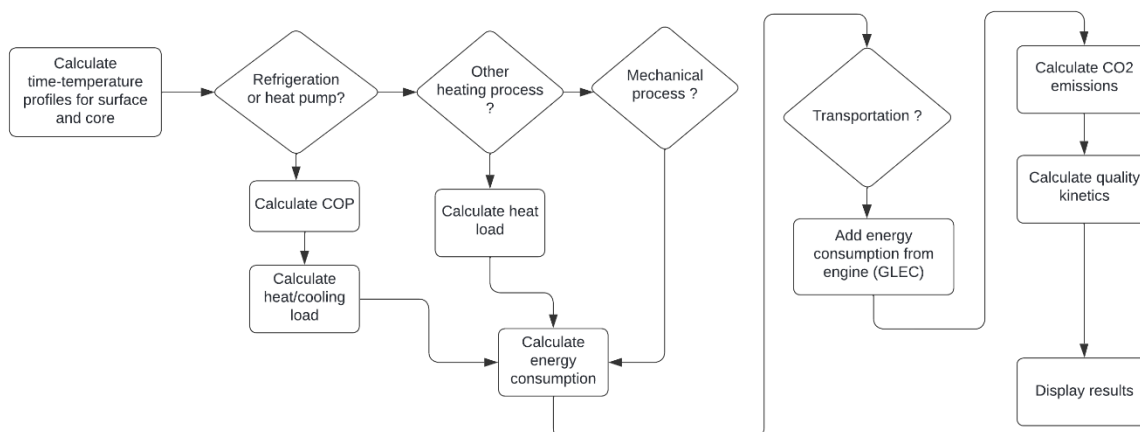 Calculate
time-temperature
profiles for surface
and core
Refrigeration
or heat pump?
Other
heating process
?
Mechanical
process ?
Calculate COP
Calculate
heat/cooling
load
Calculate heat
load
Calculate
energy
consumption
Transportation ?
Add energy
consumption from
engine (GLEC)
Calculate CO2
emissions
Calculate quality
kinetics
Display results